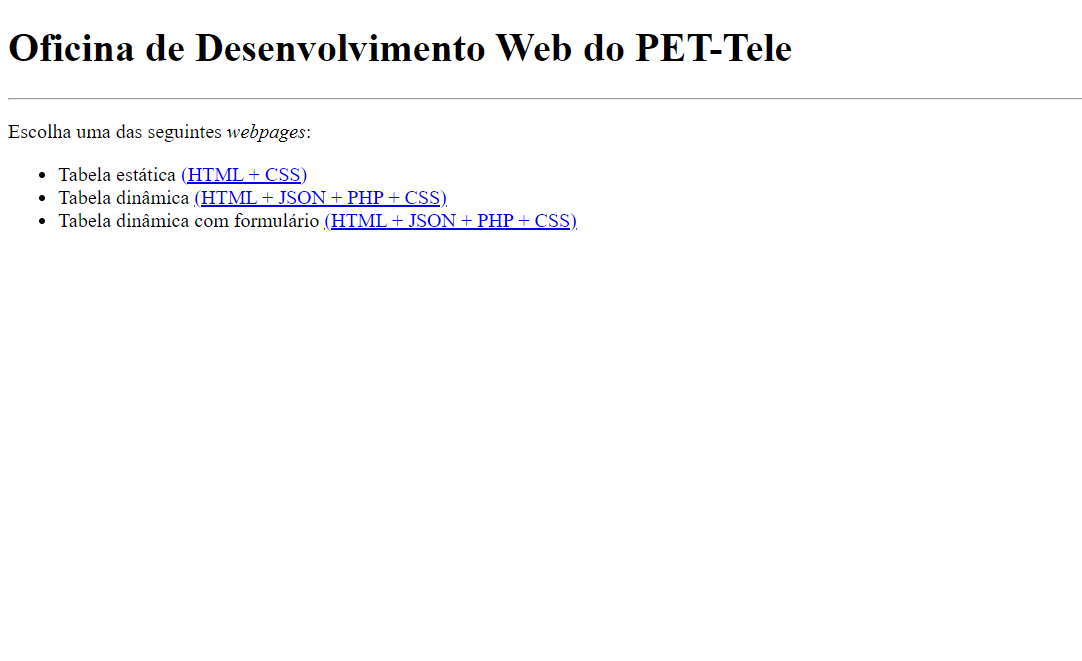 Oficina de Desenvolvimento Web do PET-Tele
Escolha uma das seguintes webpages:
Tabela estática (HTML + CSS)
Tabela dinâmica (HTML + JSON + PHP + CSS)
Tabela dinâmica com formulário (HTML + JSON + PHP + CSS)